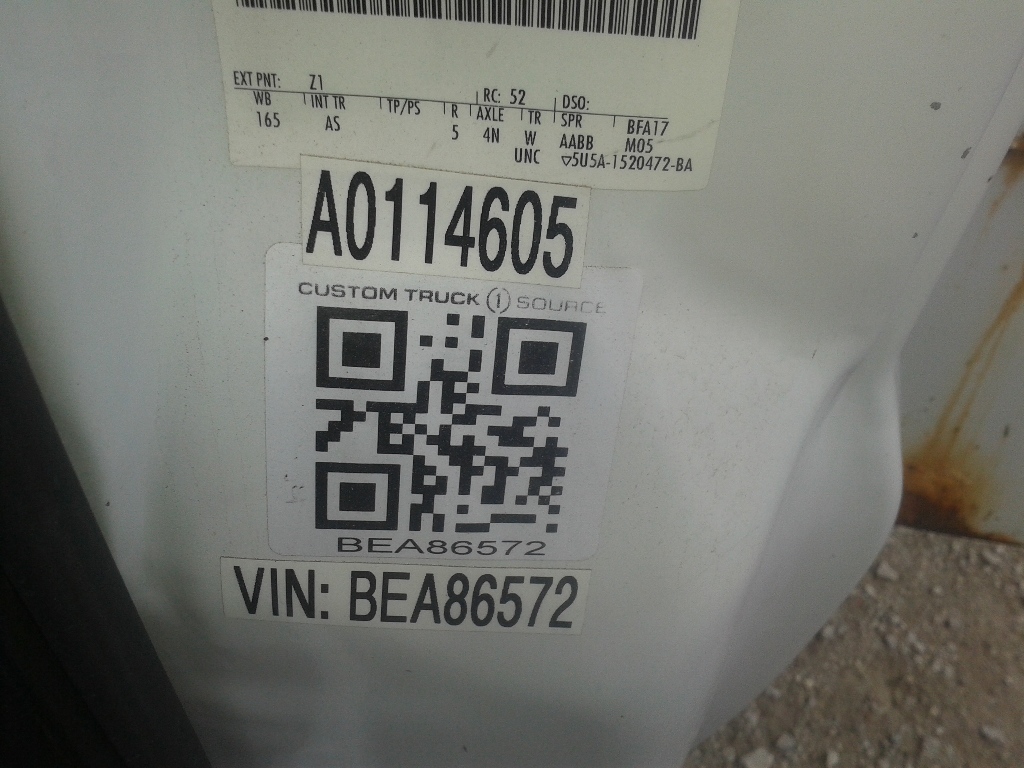 EXT PNT: Z1 RC: 52 DSO:
WB INT TR TP/PS R AXLE TR SPR BFA17
165 AS 5 4N W AABB M05
UNC ▽5U5A-1520472-BA
A0114605
CUSTOM TRUCK (1) SOURCE
BEA86572
VIN: BEA86572